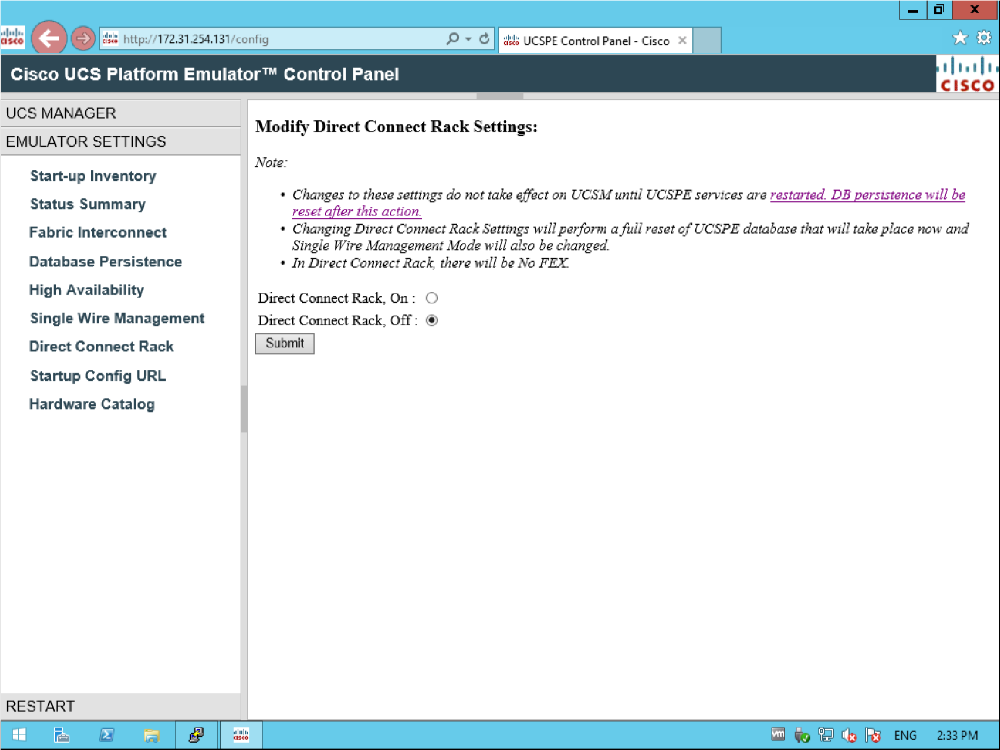 http://172.31.254.131/config
UCSPE Control Panel - Cisco
Cisco UCS Platform Emulator™ Control Panel
CISCO
UCS MANAGER
EMULATOR SETTINGS
Start-up Inventory
Status Summary
Fabric Interconnect
Database Persistence
High Availability
Single Wire Management
Direct Connect Rack
Startup Config URL
Hardware Catalog
RESTART
Modify Direct Connect Rack Settings:
Note:
• Changes to these settings do not take effect on UCSM until UCSPE services are restarted. DB persistence will be
reset after this action.
• Changing Direct Connect Rack Settings will perform a full reset of UCSPE database that will take place now and
Single Wire Management Mode will also be changed.
• In Direct Connect Rack, there will be No FEX.
Direct Connect Rack, On :
Direct Connect Rack, Off :
Submit
vm
ENG
2:33 PM